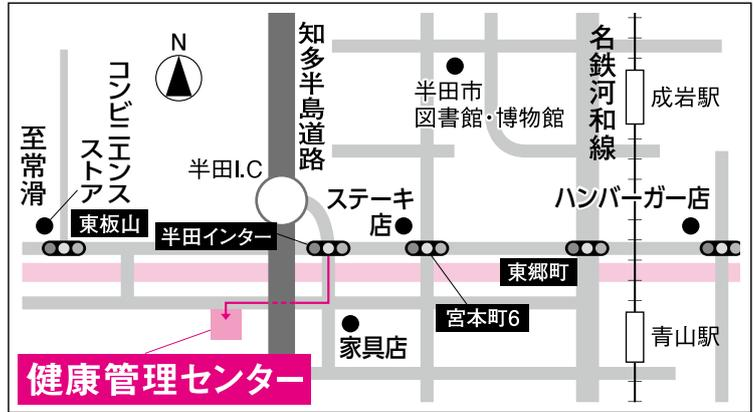 N
知多半島道路
名鉄河和線
コンビニエンス
ストア
至常滑
半田市
図書館・博物館
成岩駅
半田I.C
ステーキ
店
ハンバーガー店
東板山
半田インター
東郷町
宮本町6
家具店
青山駅
健康管理センター